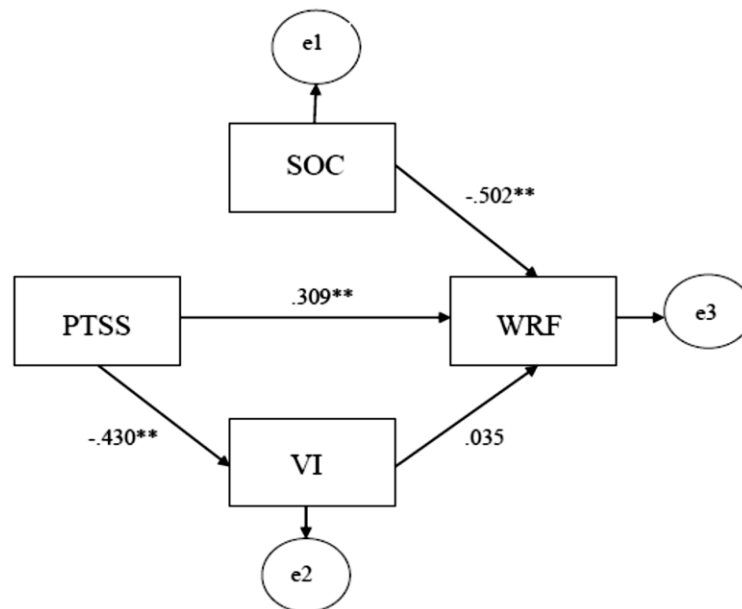 e1
SOC
-.502**
PTSS
.309**
WRF
e3
-.430**
VI
.035
e2